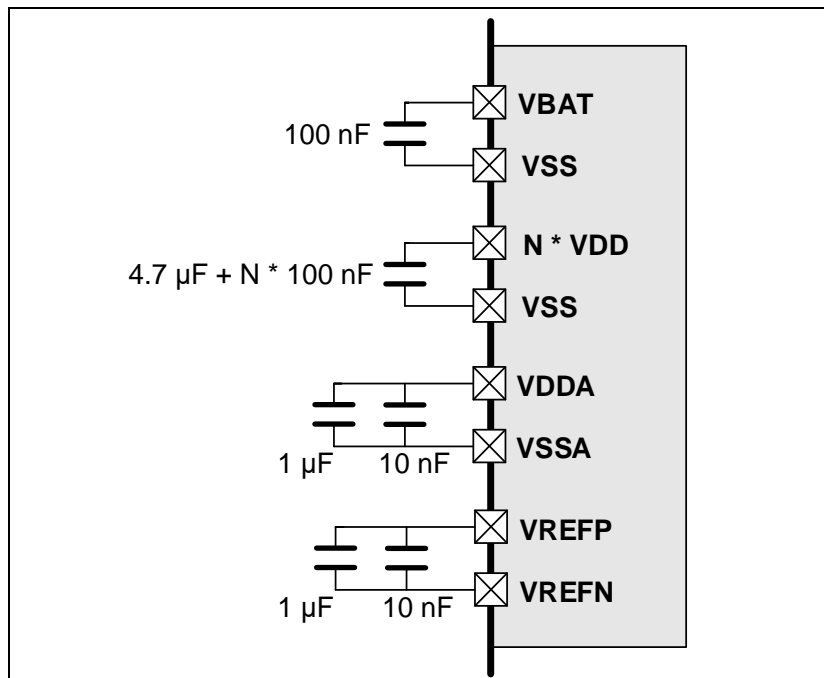 VBAT
100 nF
VSS
N * VDD
4.7 µF + N * 100 nF
VSS
VDDA
VSSA
1 µF 10 nF
VREFP
VREFN
1 µF 10 nF